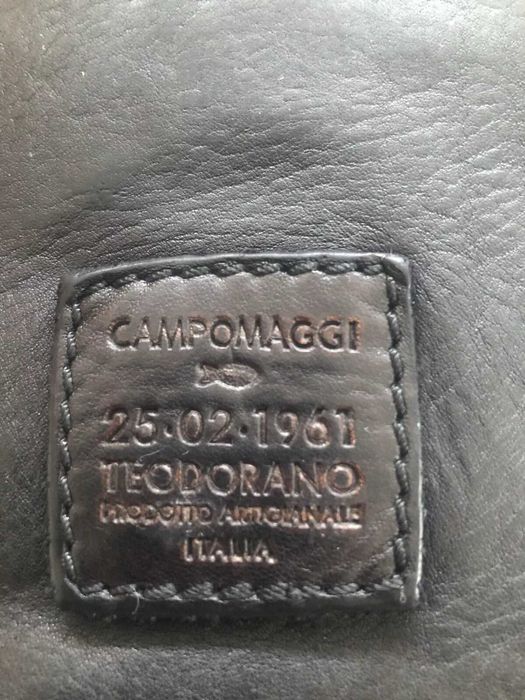 CAMPOMAGGI
25·02·1961
TEODORANO
PRODOTTO ARTIGIANALE
ITALIA